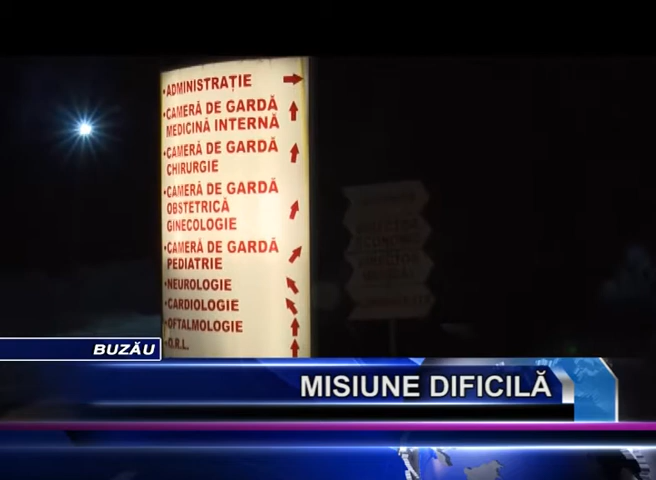 •ADMINISTRAȚIE
•CAMERĂ DE GARDĂ
MEDICINĂ INTERNĂ
•CAMERĂ DE GARDĂ
CHIRURGIE
•CAMERĂ DE GARDĂ
OBSTETRICĂ
GINECOLOGIE
•CAMERĂ DE GARDĂ
PEDIATRIE
•NEUROLOGIE
•CARDIOLOGIE
•OFTALMOLOGIE
•O.R.L.
BUZĂU
MISIUNE DIFICILĂ